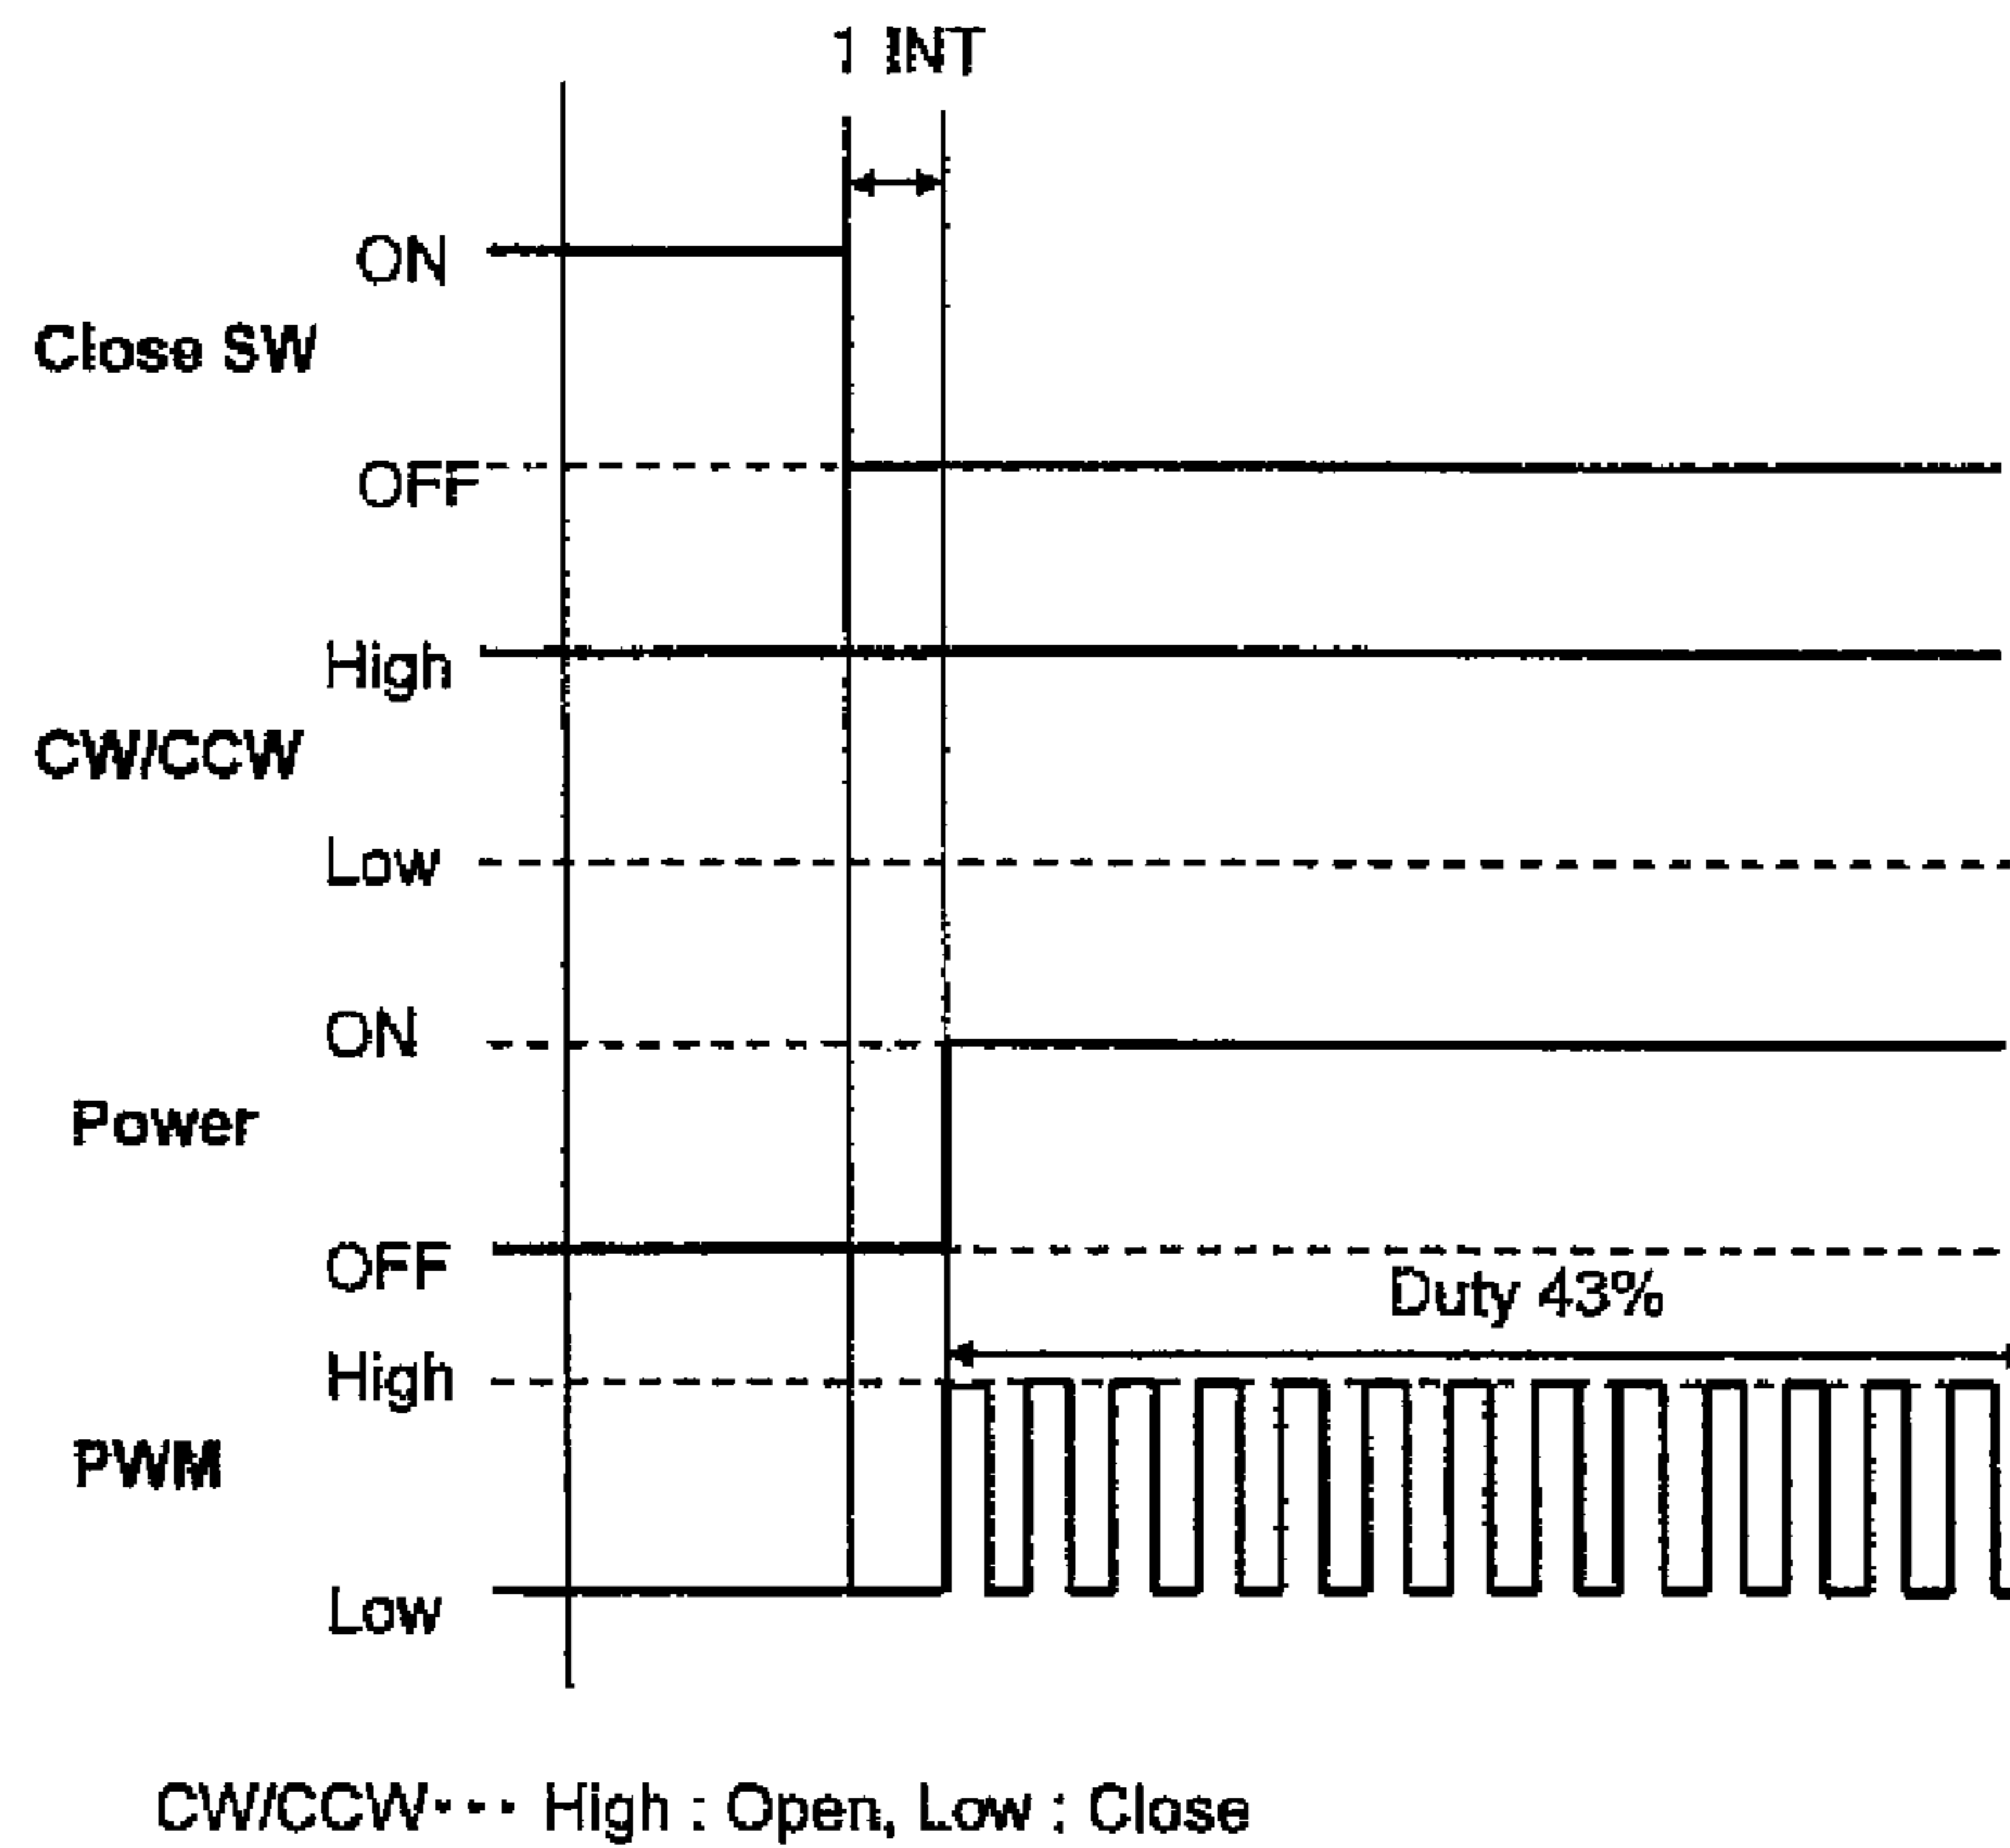 1 INT
ON
Close SW
OFF
High
CW/CCW
Low
ON
Power
OFF
Duty 43%
High
PWM
Low
CW/CCW··· High : Open, Low : Close